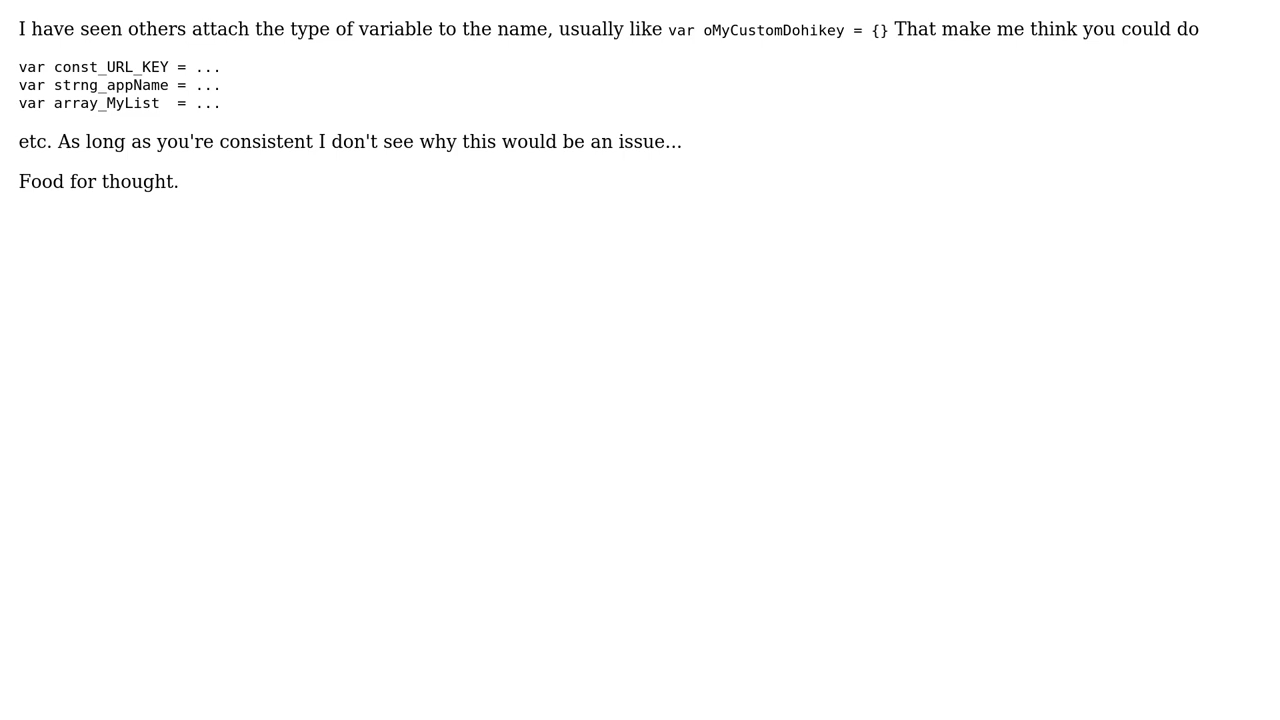 I have seen others attach the type of variable to the name, usually like var oMyCustomDohikey = {} That make me think you could do
var const_URL_KEY = ...
var strng_appName = ...
var array_MyList  = ...
etc. As long as you're consistent I don't see why this would be an issue...
Food for thought.